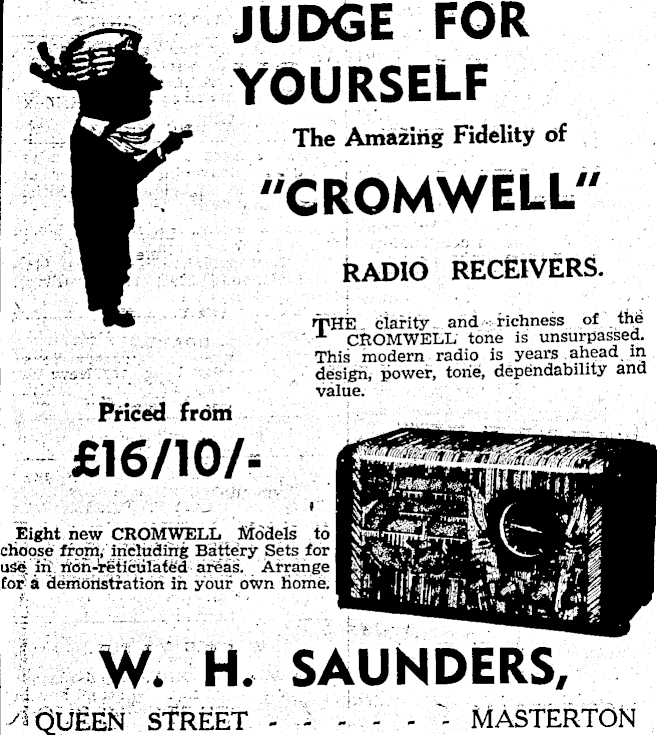 JUDGE FOR
YOURSELF
The Amazing Fidelity of
"CROMWELL"
RADIO RECEIVERS.
THE clarity and richness of the
CROMWELL tone is unsurpassed.
This modern radio is years ahead in
design, power, tone, dependability and
value.
Priced from
£16/10/-
Eight new CROMWELL Models to
choose from, including Battery Sets for
use in non-reticulated areas. Arrange
for a demonstration in your own home.
W. H. SAUNDERS,
QUEEN STREET - - - - - - MASTERTON